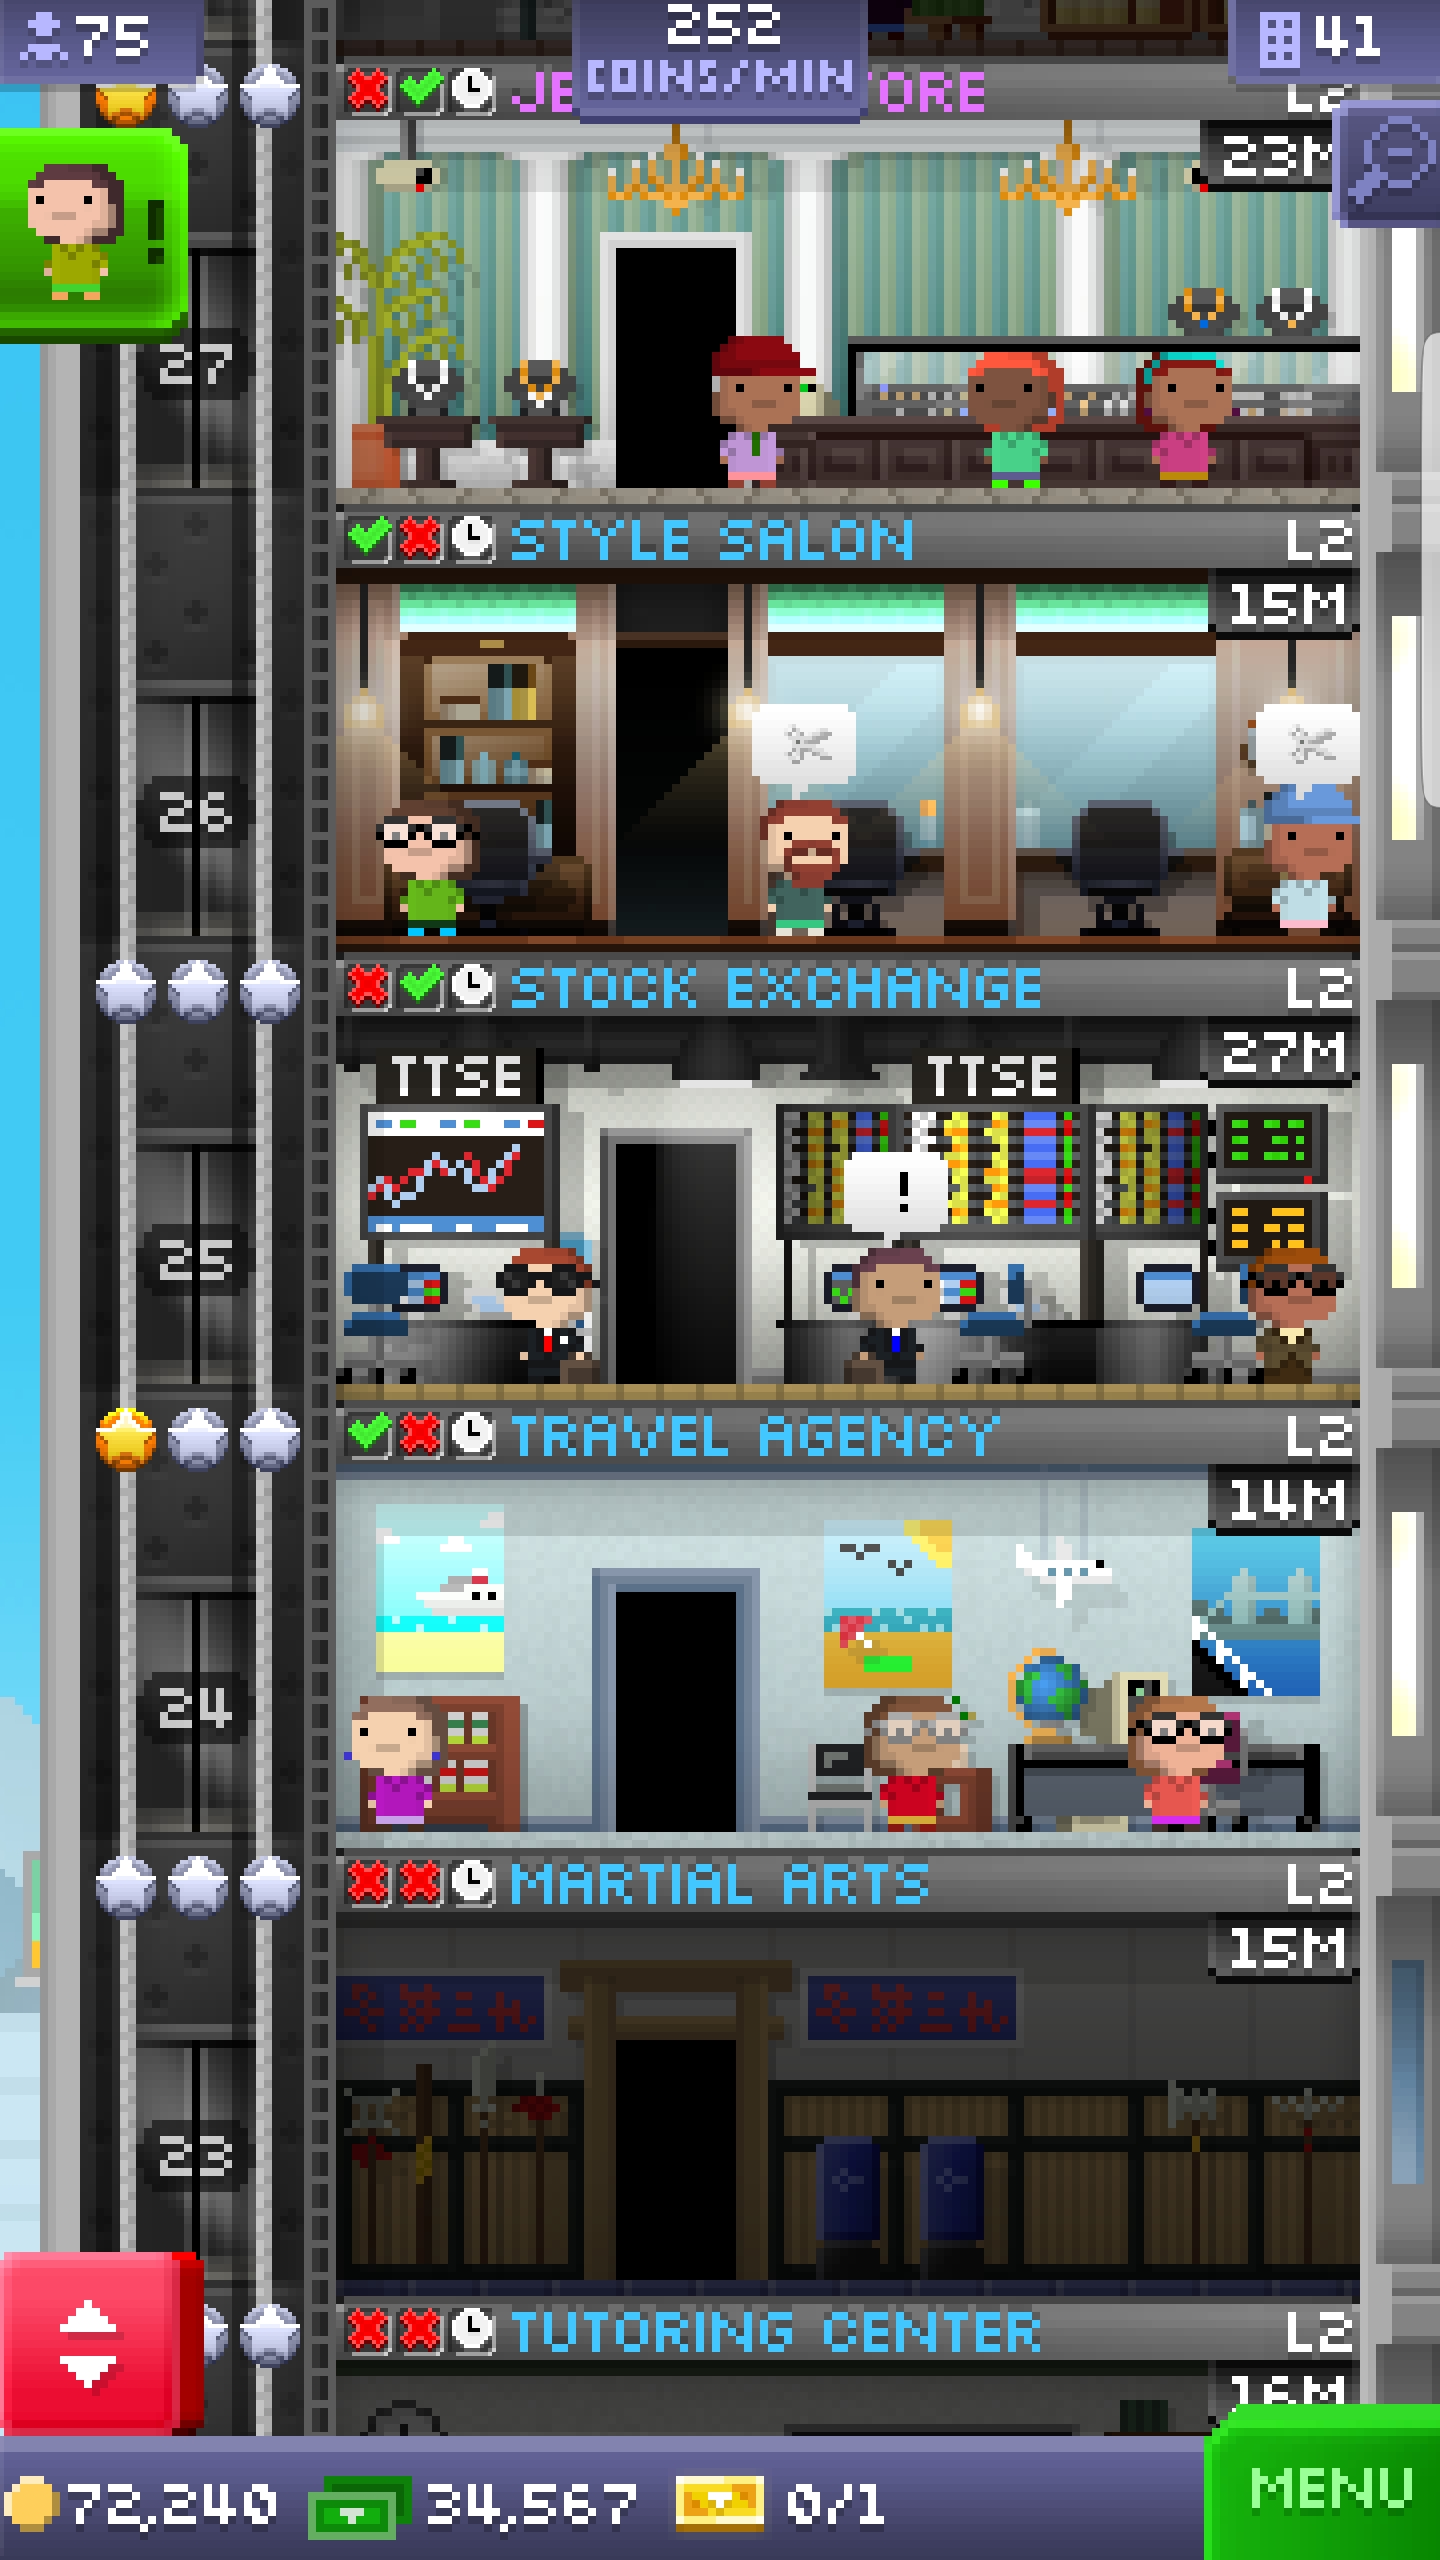 75
252
COINS/MIN
41
JE
ORE
L2
23M
!
27
STYLE SALON
L2
15M
26
STOCK EXCHANGE
L2
27M
TTSE
TTSE
!
25
TRAVEL AGENCY
L2
14M
24
MARTIAL ARTS
L2
15M
23
TUTORING CENTER
L2
16M
72,240
34,567
0/1
MENU